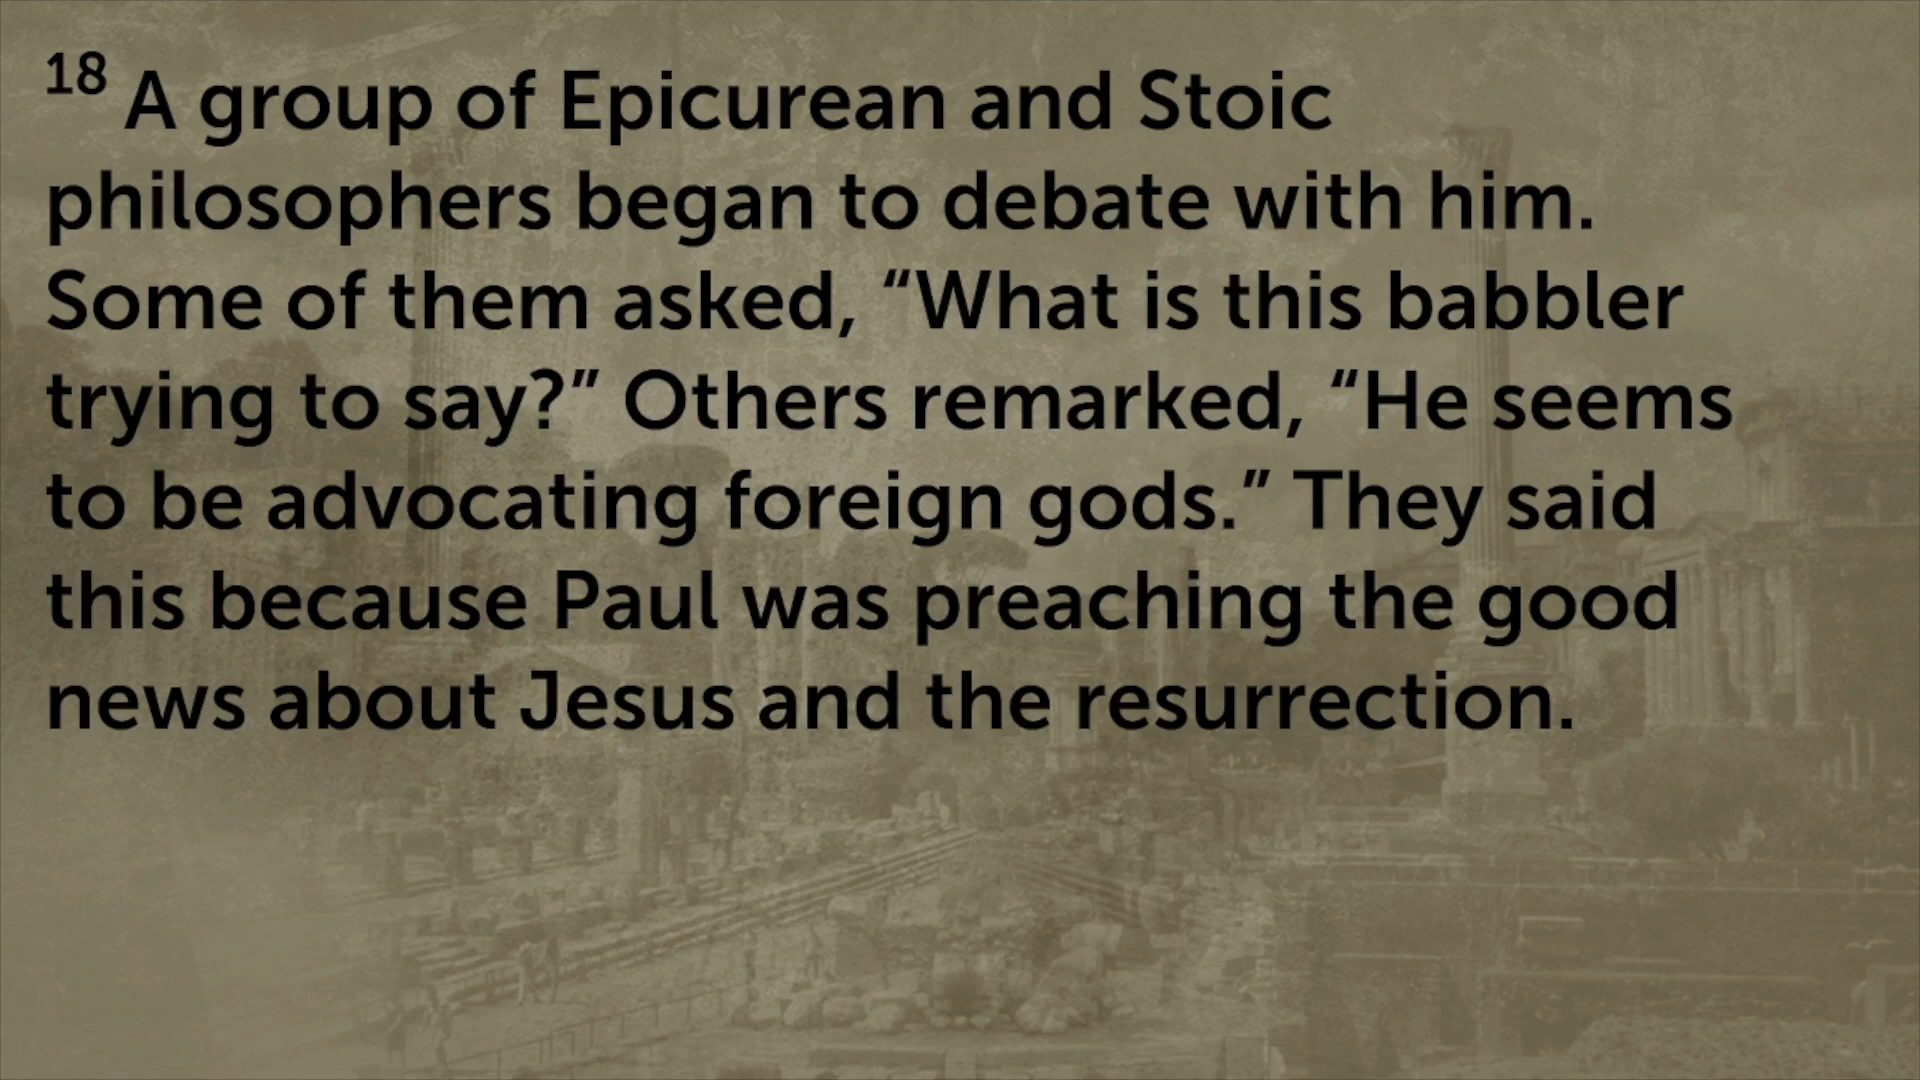 18 A group of Epicurean and Stoic
philosophers began to debate with him.
Some of them asked, “What is this babbler
trying to say?” Others remarked, “He seems
to be advocating foreign gods.” They said
this because Paul was preaching the good
news about Jesus and the resurrection.